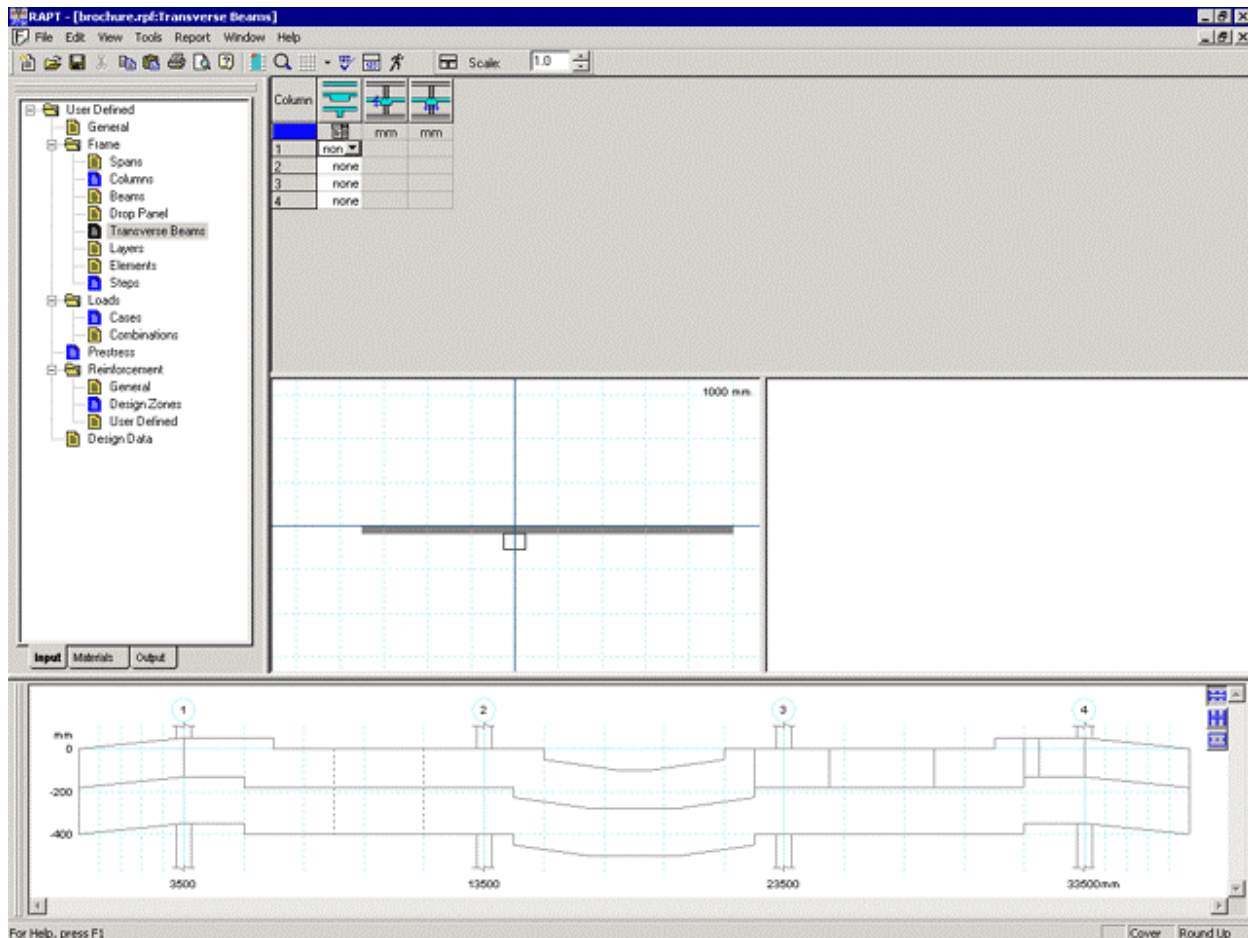 RAPT - [brochure.rpf:Transverse Beams]
File Edit View Tools Report Window Help
Scale: 1.0
User Defined
General
Frame
Spans
Columns
Beams
Drop Panel
Transverse Beams
Layers
Elements
Steps
Loads
Cases
Combinations
Prestress
Reinforcement
General
Design Zones
User Defined
Design Data
Input Materials Output
Column
mm mm
1 non
2 none
3 none
4 none
1000 mm
1 2 3 4
mm
0
-200
-400
3500 13500 23500 33500mm
For Help, press F1
Cover Round Up